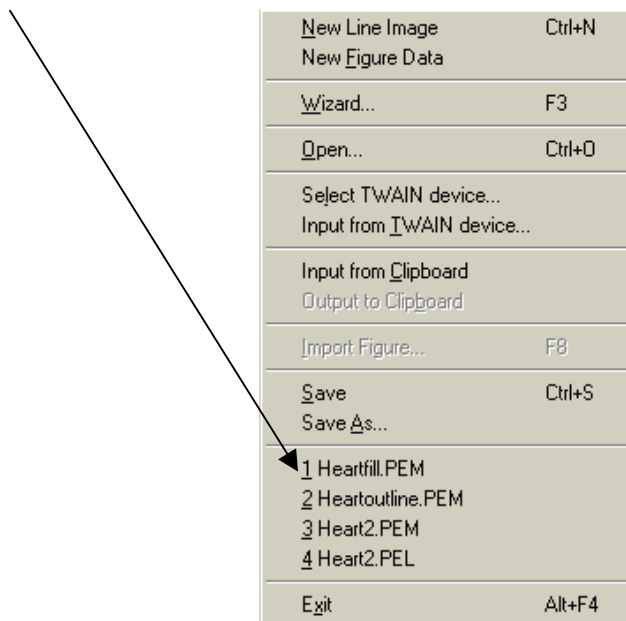 New Line Image Ctrl+N
New Figure Data
Wizard... F3
Open... Ctrl+O
Select TWAIN device...
Input from TWAIN device...
Input from Clipboard
Output to Clipboard
Import Figure... F8
Save Ctrl+S
Save As...
1 Heartfill.PEM
2 Heartoutline.PEM
3 Heart2.PEM
4 Heart2.PEL
Exit Alt+F4